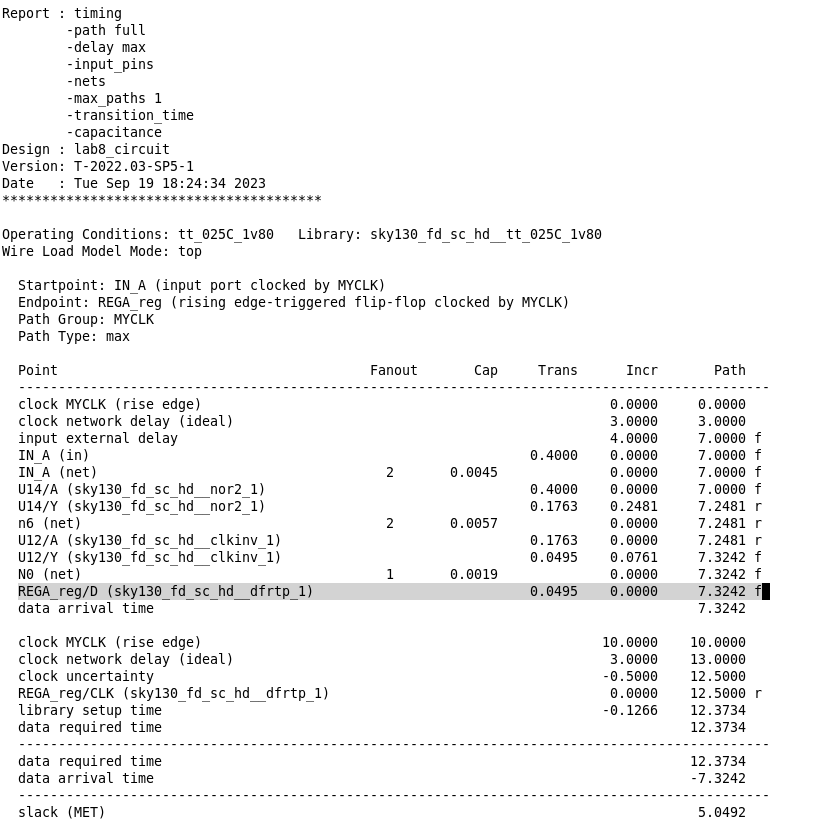 Report : timing
        -path full
        -delay max
        -input_pins
        -nets
        -max_paths 1
        -transition_time
        -capacitance
Design : lab8_circuit
Version: T-2022.03-SP5-1
Date   : Tue Sep 19 18:24:34 2023
****************************************

Operating Conditions: tt_025C_1v80   Library: sky130_fd_sc_hd__tt_025C_1v80
Wire Load Model Mode: top

  Startpoint: IN_A (input port clocked by MYCLK)
  Endpoint: REGA_reg (rising edge-triggered flip-flop clocked by MYCLK)
  Path Group: MYCLK
  Path Type: max

  Point                                       Fanout       Cap     Trans      Incr       Path
  ----------------------------------------------------------------------------------------------
  clock MYCLK (rise edge)                                                   0.0000     0.0000
  clock network delay (ideal)                                               3.0000     3.0000
  input external delay                                                      4.0000     7.0000 f
  IN_A (in)                                                       0.4000    0.0000     7.0000 f
  IN_A (net)                                    2       0.0045              0.0000     7.0000 f
  U14/A (sky130_fd_sc_hd__nor2_1)                                 0.4000    0.0000     7.0000 f
  U14/Y (sky130_fd_sc_hd__nor2_1)                                 0.1763    0.2481     7.2481 r
  n6 (net)                                      2       0.0057              0.0000     7.2481 r
  U12/A (sky130_fd_sc_hd__clkinv_1)                               0.1763    0.0000     7.2481 r
  U12/Y (sky130_fd_sc_hd__clkinv_1)                               0.0495    0.0761     7.3242 f
  N0 (net)                                      1       0.0019              0.0000     7.3242 f
  REGA_reg/D (sky130_fd_sc_hd__dfrtp_1)                           0.0495    0.0000     7.3242 f
  data arrival time                                                                    7.3242

  clock MYCLK (rise edge)                                                  10.0000    10.0000
  clock network delay (ideal)                                               3.0000    13.0000
  clock uncertainty                                                        -0.5000    12.5000
  REGA_reg/CLK (sky130_fd_sc_hd__dfrtp_1)                                   0.0000    12.5000 r
  library setup time                                                       -0.1266    12.3734
  data required time                                                                  12.3734
  ----------------------------------------------------------------------------------------------
  data required time                                                                  12.3734
  data arrival time                                                                   -7.3242
  ----------------------------------------------------------------------------------------------
  slack (MET)                                                                          5.0492